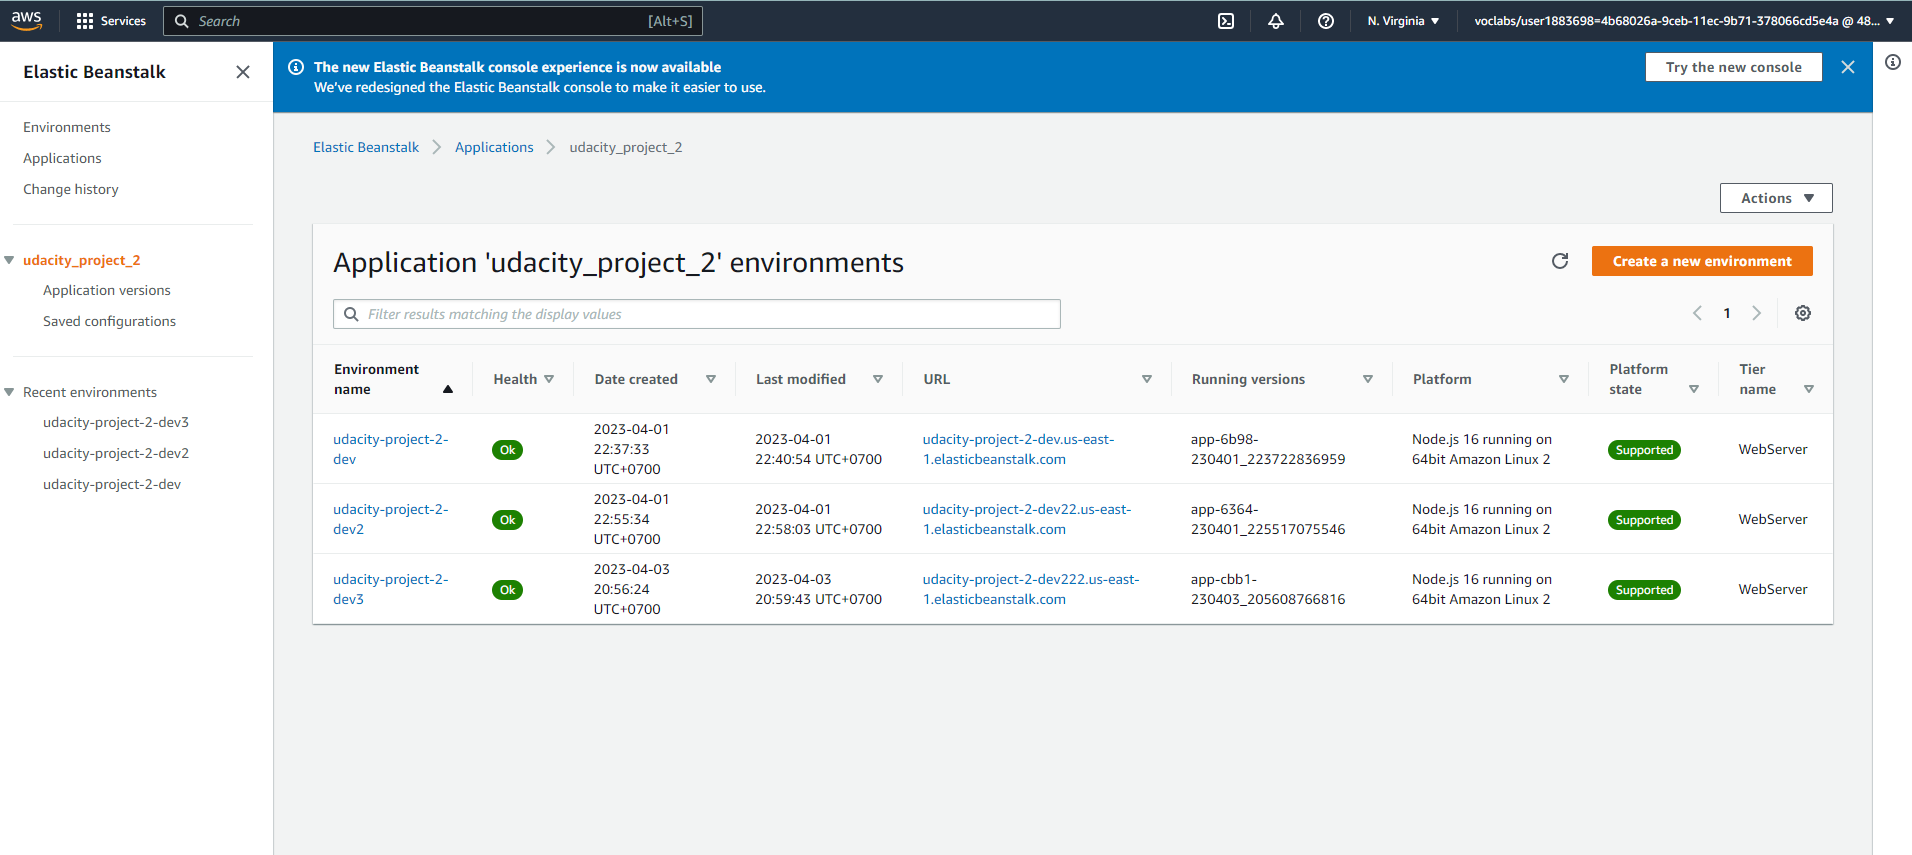 aws
Services
Search
[Alt+S]
N. Virginia
voclabs/user1883698=4b68026a-9ceb-11ec-9b71-378066cd5e4a @ 48...
Elastic Beanstalk
Environments
Applications
Change history
udacity_project_2
Application versions
Saved configurations
Recent environments
udacity-project-2-dev3
udacity-project-2-dev2
udacity-project-2-dev
The new Elastic Beanstalk console experience is now available
We've redesigned the Elastic Beanstalk console to make it easier to use.
Try the new console
Elastic Beanstalk
Applications
udacity_project_2
Actions
Application 'udacity_project_2' environments
Create a new environment
Filter results matching the display values
1
Environment
name
Health
Date created
Last modified
URL
Running versions
Platform
Platform
state
Tier
name
udacity-project-2-
dev
Ok
2023-04-01
22:37:33
UTC+0700
2023-04-01
22:40:54 UTC+0700
udacity-project-2-dev.us-east-
1.elasticbeanstalk.com
app-6b98-
230401_223722836959
Node.js 16 running on
64bit Amazon Linux 2
Supported
WebServer
udacity-project-2-
dev2
Ok
2023-04-01
22:55:34
UTC+0700
2023-04-01
22:58:03 UTC+0700
udacity-project-2-dev22.us-east-
1.elasticbeanstalk.com
app-6364-
230401_225517075546
Node.js 16 running on
64bit Amazon Linux 2
Supported
WebServer
udacity-project-2-
dev3
Ok
2023-04-03
20:56:24
UTC+0700
2023-04-03
20:59:43 UTC+0700
udacity-project-2-dev222.us-east-
1.elasticbeanstalk.com
app-cbb1-
230403_205608766816
Node.js 16 running on
64bit Amazon Linux 2
Supported
WebServer